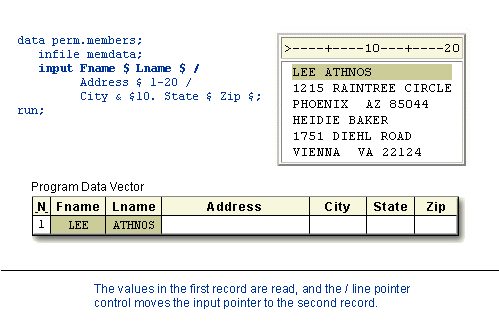 data perm.members;
infile memdata;
input Fname $ Lname $ /
Address $ 1-20 /
City & $10. State $ Zip $;
run;
>----+----10---+----20
LEE ATHNOS
1215 RAINTREE CIRCLE
PHOENIX  AZ 85044
HEIDIE BAKER
1751 DIEHL ROAD
VIENNA  VA 22124
Program Data Vector
N Fname Lname Address City State Zip
1 LEE ATHNOS
The values in the first record are read, and the / line pointer
control moves the input pointer to the second record.